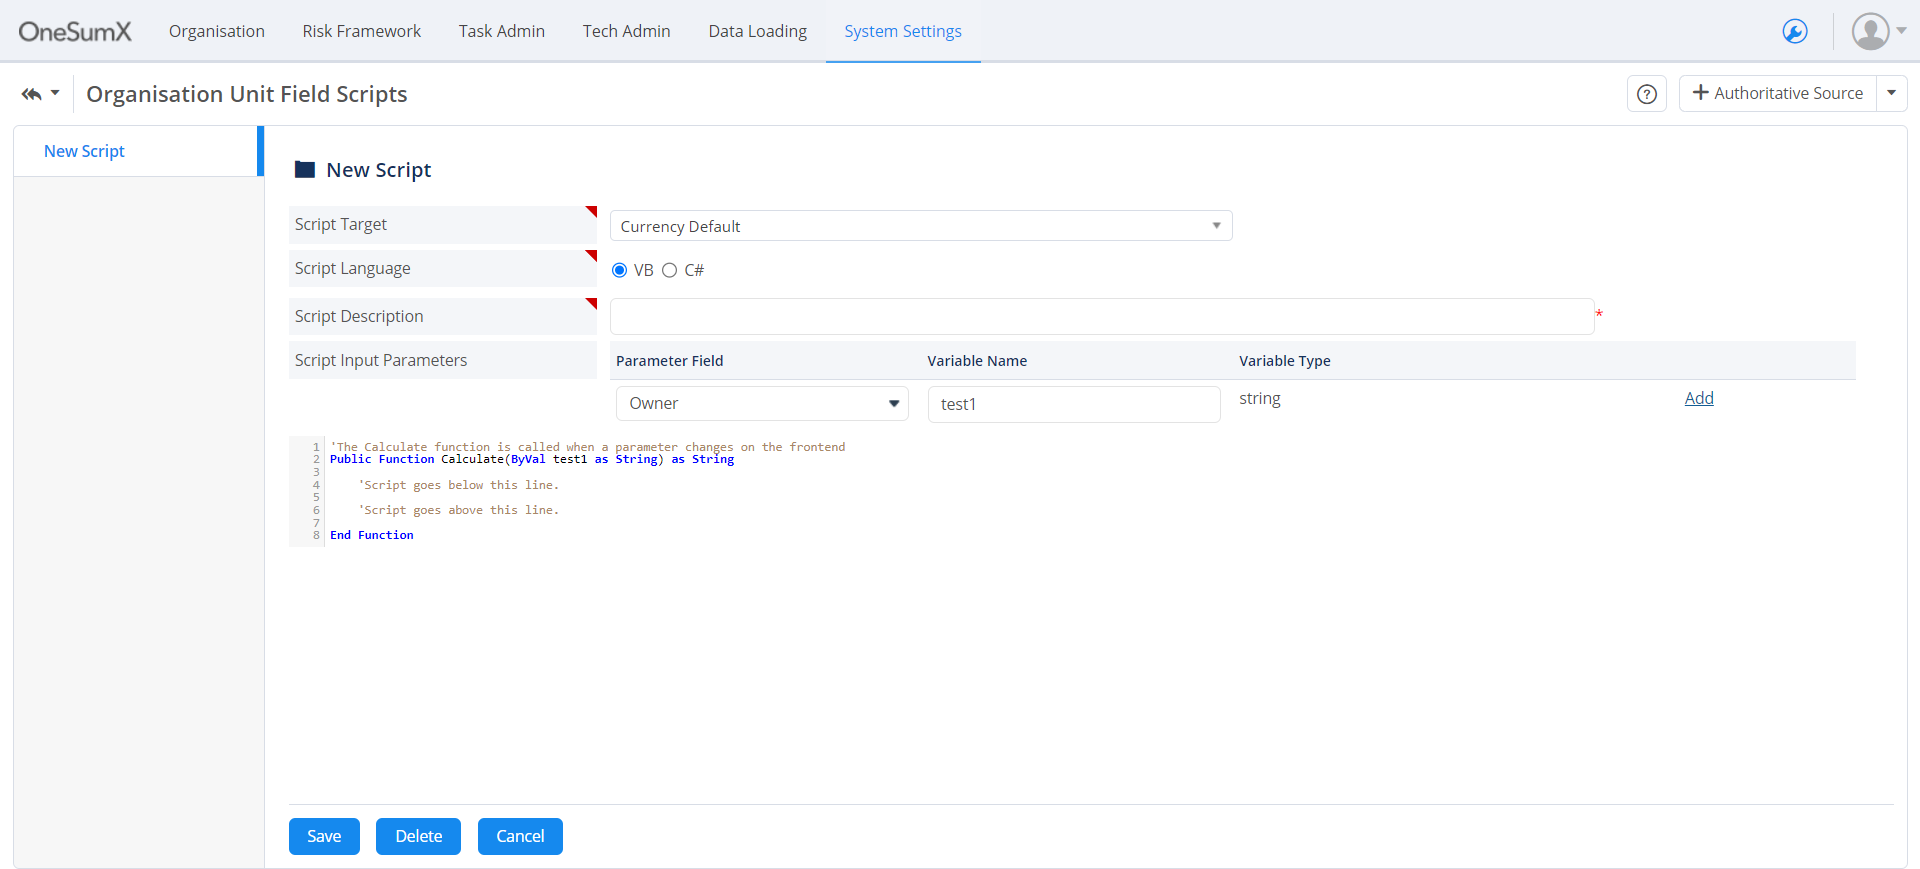 OneSumX
Organisation
Risk Framework
Task Admin
Tech Admin
Data Loading
System Settings
Organisation Unit Field Scripts
?
+ Authoritative Source
New Script
New Script
Script Target
Currency Default
Script Language
VB
C#
Script Description
*
Script Input Parameters
Parameter Field
Variable Name
Variable Type
Owner
test1
string
Add
1 'The Calculate function is called when a parameter changes on the frontend
2 Public Function Calculate(ByVal test1 as String) as String
3
4     'Script goes below this line.
5
6     'Script goes above this line.
7
8 End Function
Save
Delete
Cancel